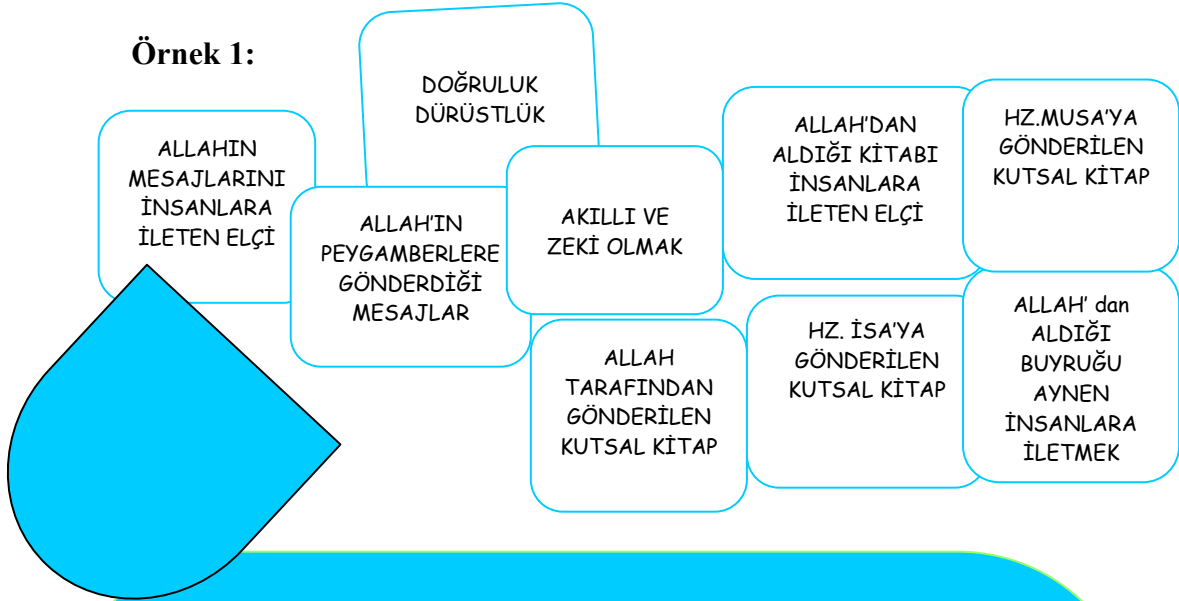 Örnek 1:
DOĞRULUK
DÜRÜSTLÜK
ALLAHIN
MESAJLARINI
İNSANLARA
İLETEN ELÇİ
ALLAH'IN
PEYGAMBERLERE
GÖNDERDİĞİ
MESAJLAR
AKILLI VE
ZEKİ OLMAK
ALLAH'DAN
ALDIĞI KİTABI
İNSANLARA
İLETEN ELÇİ
HZ.MUSA'YA
GÖNDERİLEN
KUTSAL KİTAP
ALLAH
TARAFINDAN
GÖNDERİLEN
KUTSAL KİTAP
HZ. İSA'YA
GÖNDERİLEN
KUTSAL KİTAP
ALLAH' dan
ALDIĞI
BUYRUĞU
AYNEN
İNSANLARA
İLETMEK